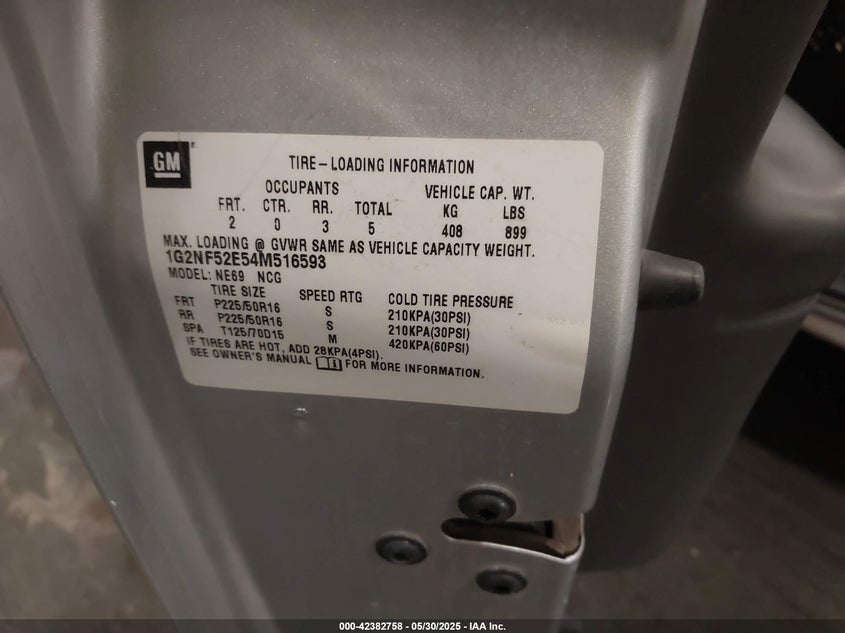 GM
TIRE-LOADING INFORMATION
OCCUPANTS VEHICLE CAP. WT.
FRT. CTR. RR. TOTAL KG LBS
2 0 3 5 408 899
MAX. LOADING @ GVWR SAME AS VEHICLE CAPACITY WEIGHT.
1G2NF52E54M516593
MODEL: NE69 NCG
TIRE SIZE SPEED RTG COLD TIRE PRESSURE
FRT P225/50R16 S 210KPA(30PSI)
RR P225/50R16 S 210KPA(30PSI)
SPA T125/70D15 M 420KPA(60PSI)
IF TIRES ARE HOT, ADD 28KPA(4PSI).
SEE OWNER'S MANUAL FOR MORE INFORMATION.
000-42382758 - 05/30/2025 - IAA Inc.